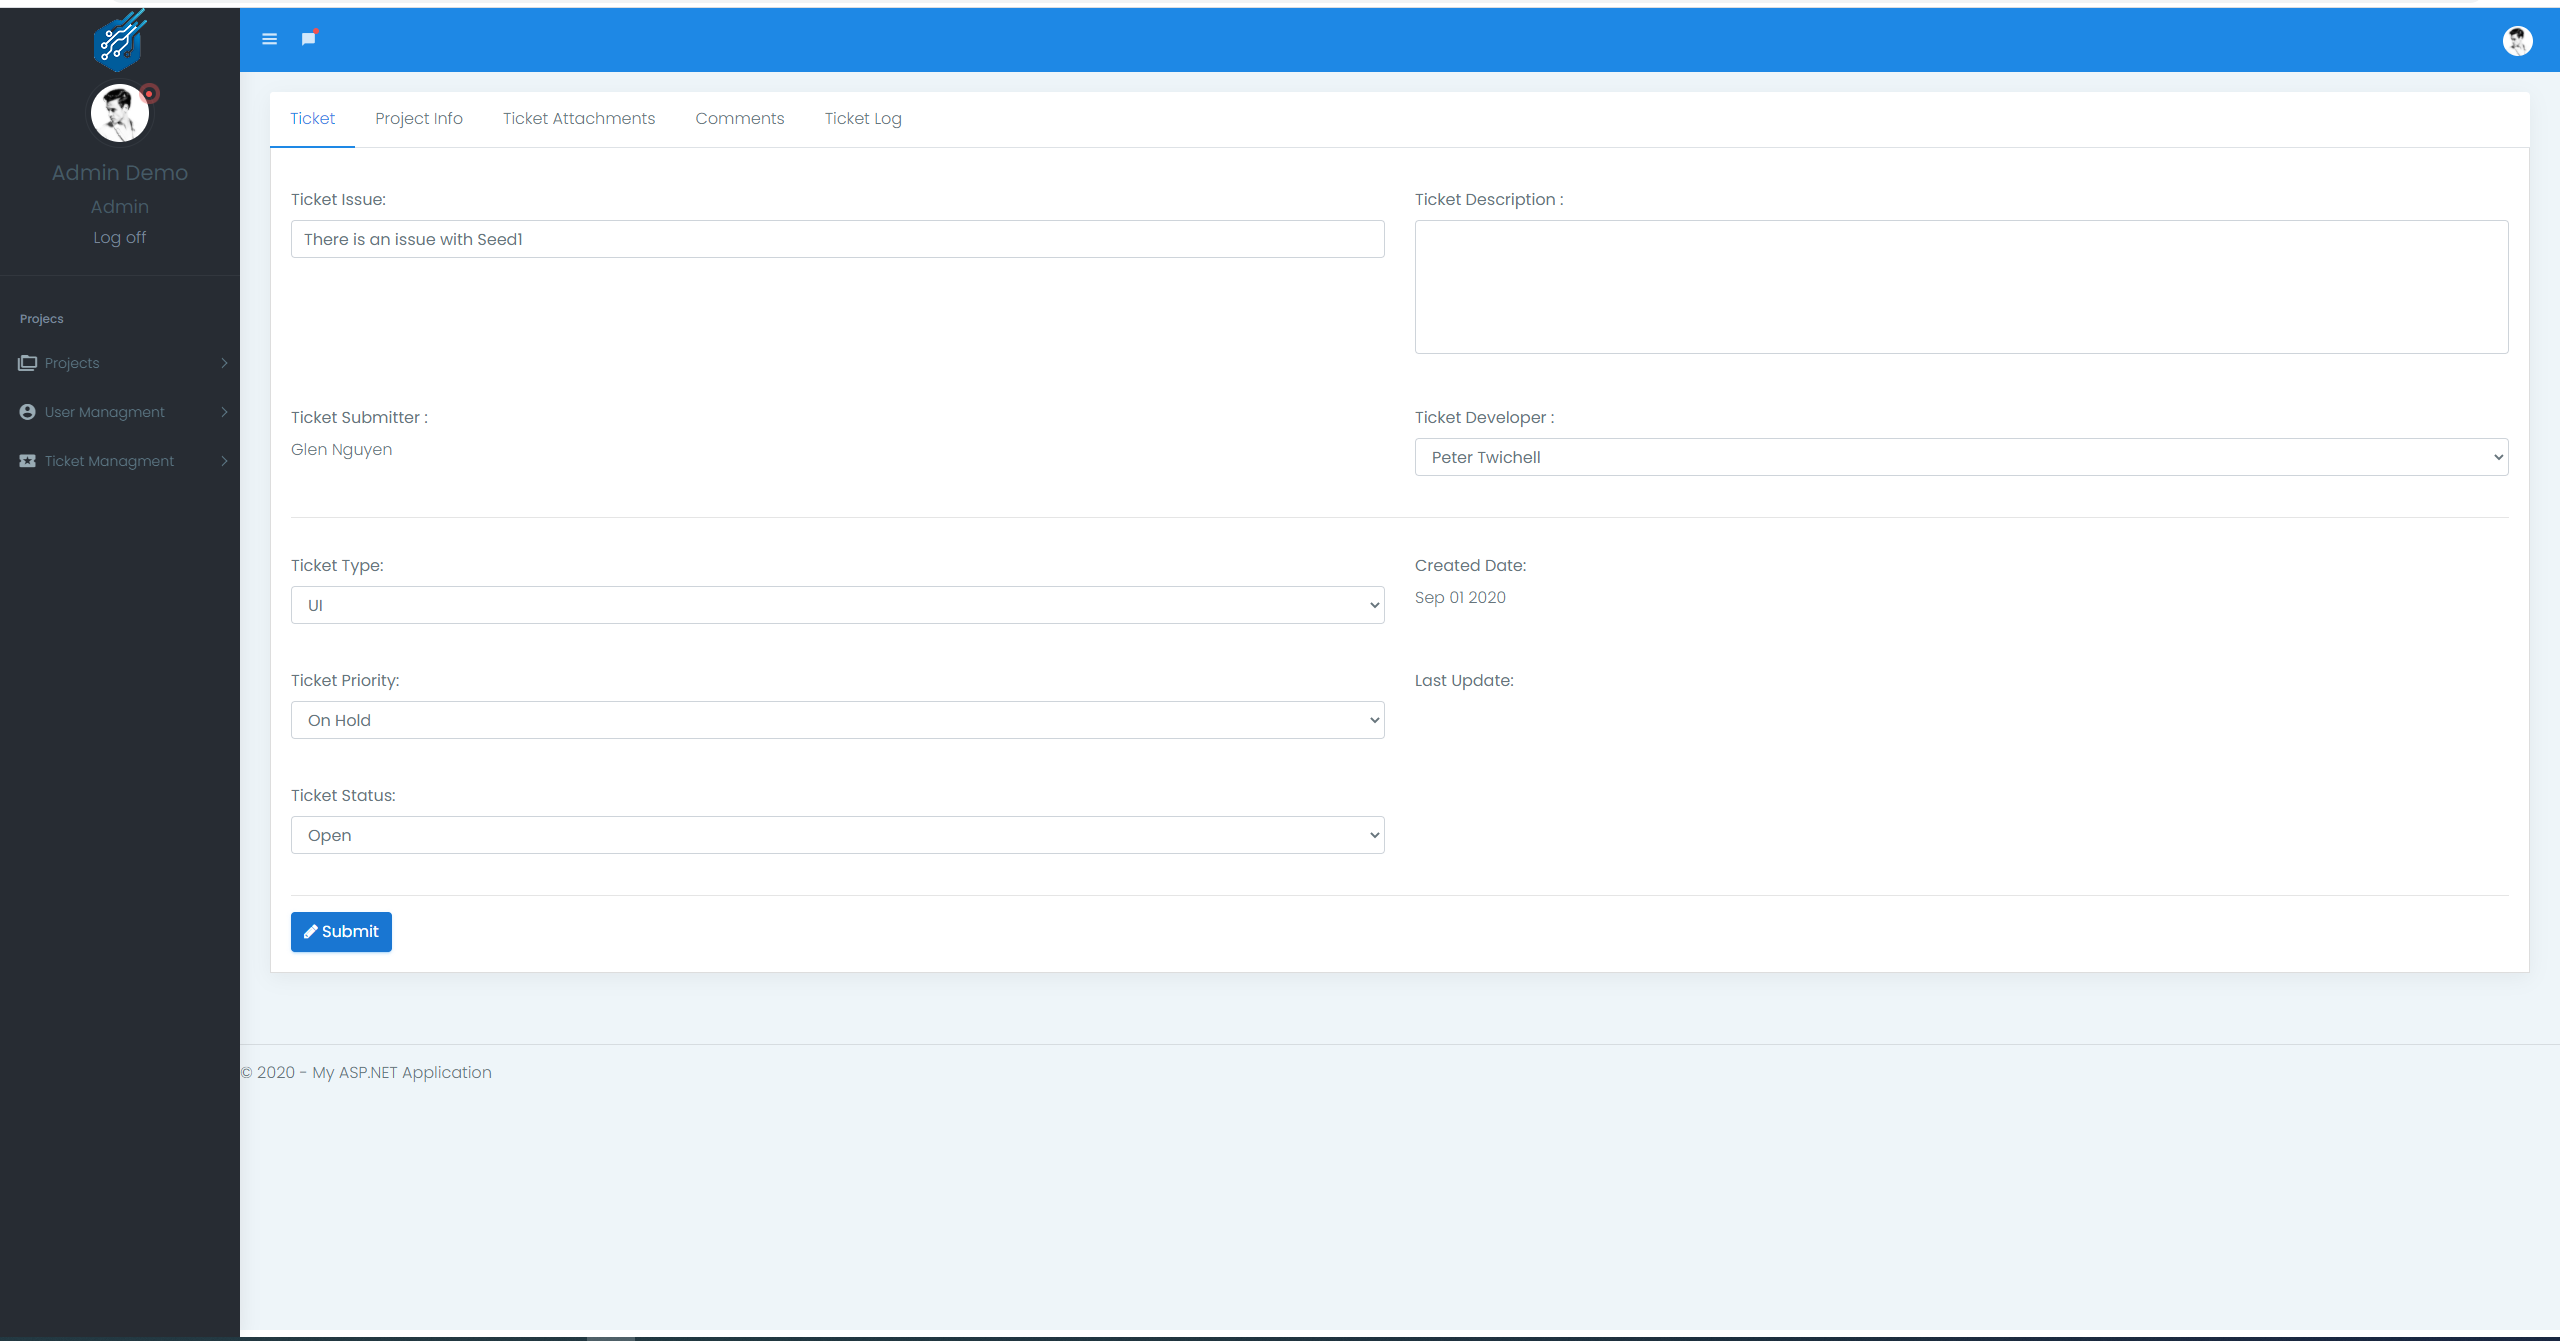 Admin Demo
Admin
Log off
Projecs
Projects
User Managment
Ticket Managment
Ticket
Project Info
Ticket Attachments
Comments
Ticket Log
Ticket Issue:
There is an issue with Seed1
Ticket Description :
Ticket Submitter :
Glen Nguyen
Ticket Developer :
Peter Twichell
Ticket Type:
UI
Created Date:
Sep 01 2020
Ticket Priority:
On Hold
Last Update:
Ticket Status:
Open
Submit
© 2020 - My ASP.NET Application